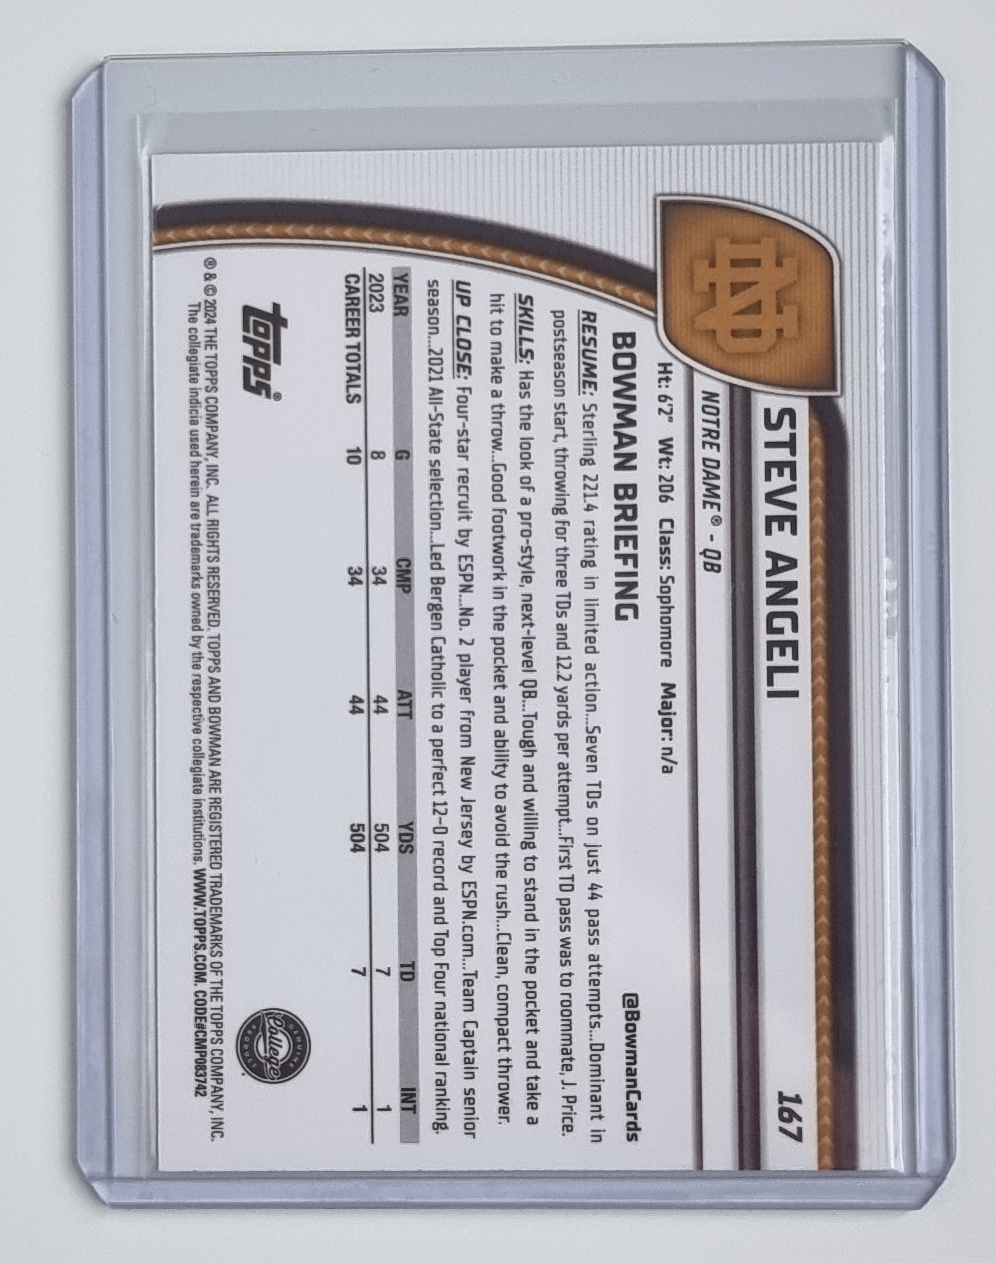 STEVE ANGELI
167
NOTRE DAME® - QB
Ht: 6'2" Wt: 206 Class: Sophomore Major: n/a
BOWMAN BRIEFING @BowmanCards
RESUME: Sterling 221.4 rating in limited action...Seven TDs on just 44 pass attempts...Dominant in
postseason start, throwing for three TDs and 12.2 yards per attempt...First TD pass was to roommate, J. Price.
SKILLS: Has the look of a pro-style, next-level QB...Tough and willing to stand in the pocket and take a
hit to make a throw...Good footwork in the pocket and ability to avoid the rush...Clean, compact thrower.
UP CLOSE: Four-star recruit by ESPN...No. 2 player from New Jersey by ESPN.com...Team Captain senior
season...2021 All-State selection...Led Bergen Catholic to a perfect 12-0 record and Top Four national ranking.
YEAR G CMP ATT YDS TD INT
2023 8 34 44 504 7 1
CAREER TOTALS 10 34 44 504 7 1
topps®
GENUINE
College
PRODUCT
® & © 2024 THE TOPPS COMPANY, INC. ALL RIGHTS RESERVED. TOPPS AND BOWMAN ARE REGISTERED TRADEMARKS OF THE TOPPS COMPANY, INC.
The collegiate indicia used herein are trademarks owned by the respective collegiate institutions. WWW.TOPPS.COM. CODE#CMP083742